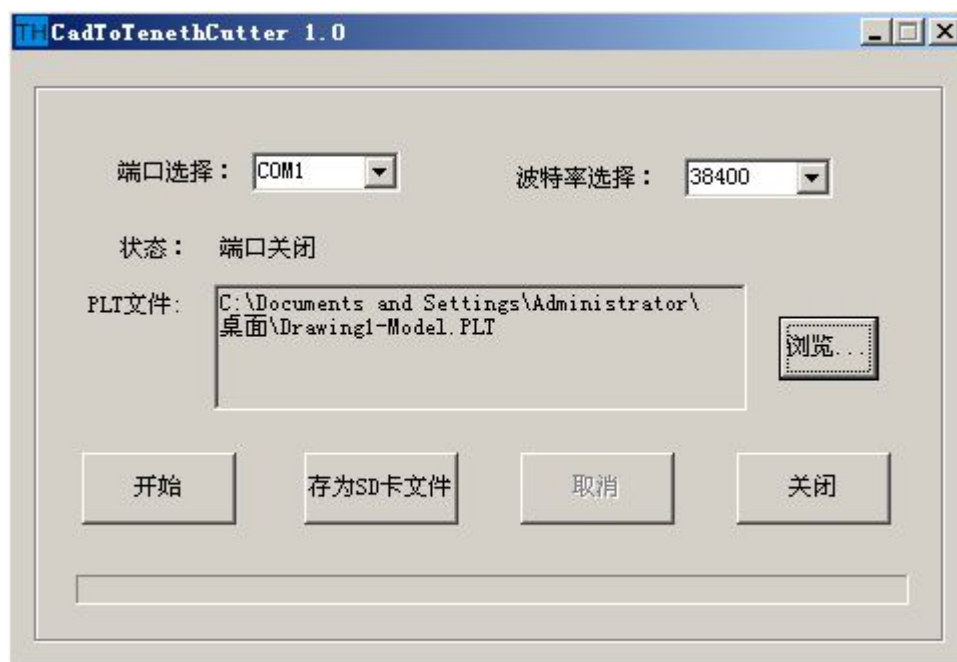 TH CadToTenethCutter 1.0
端口选择： COM1 波特率选择： 38400
状态： 端口关闭
PLT文件: C:\Documents and Settings\Administrator\
桌面\Drawing1-Model.PLT
浏览...
开始 存为SD卡文件 取消 关闭